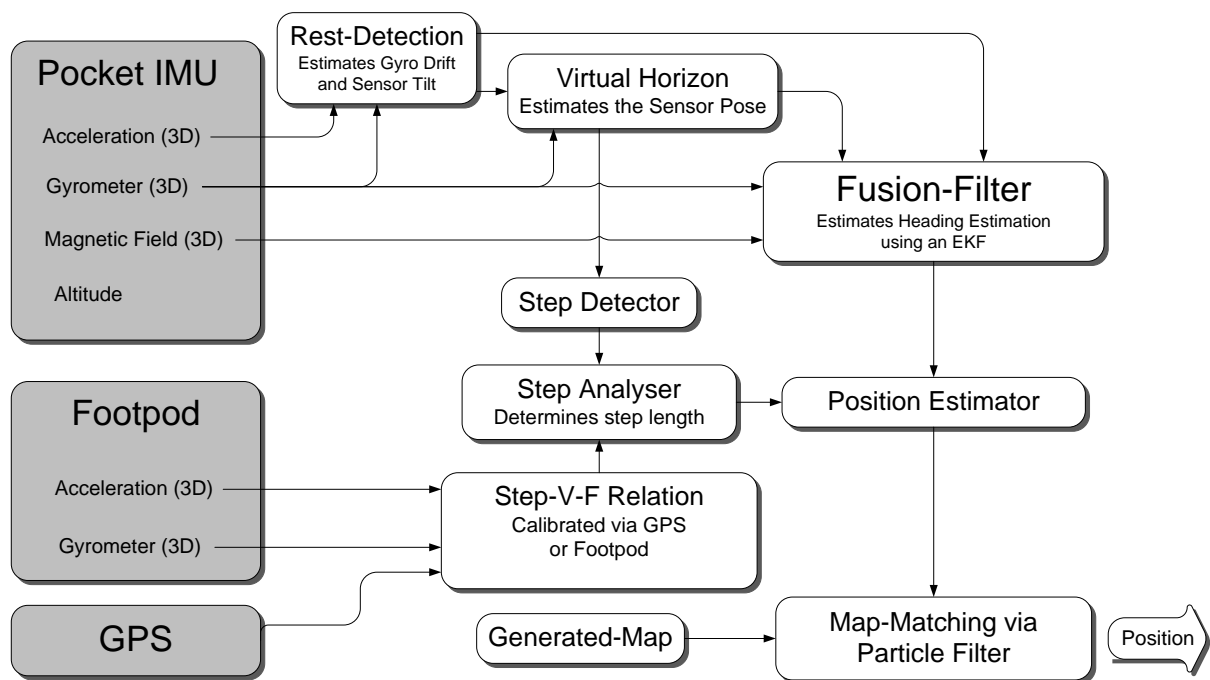 Pocket IMU
Acceleration (3D)
Gyrometer (3D)
Magnetic Field (3D)
Altitude
Rest-Detection
Estimates Gyro Drift
and Sensor Tilt
Virtual Horizon
Estimates the Sensor Pose
Fusion-Filter
Estimates Heading Estimation
using an EKF
Step Detector
Step Analyser
Determines step length
Position Estimator
Footpod
Acceleration (3D)
Gyrometer (3D)
Step-V-F Relation
Calibrated via GPS
or Footpod
GPS
Generated-Map
Map-Matching via
Particle Filter
Position